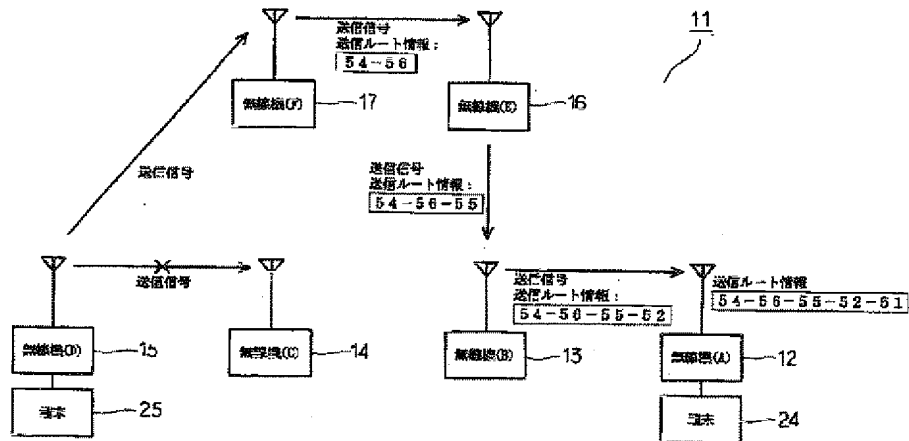 11
送信信号
送信ルート情報:
54-56
無線機(F)
17
無線機(E)
16
送信信号
送信信号
送信ルート情報:
54-56-55
送信信号
送信信号
送信ルート情報:
54-56-55-52
送信ルート情報
54-56-55-52-51
無線機(D)
15
無線機(C)
14
無線機(B)
13
無線機(A)
12
端末
25
端末
24